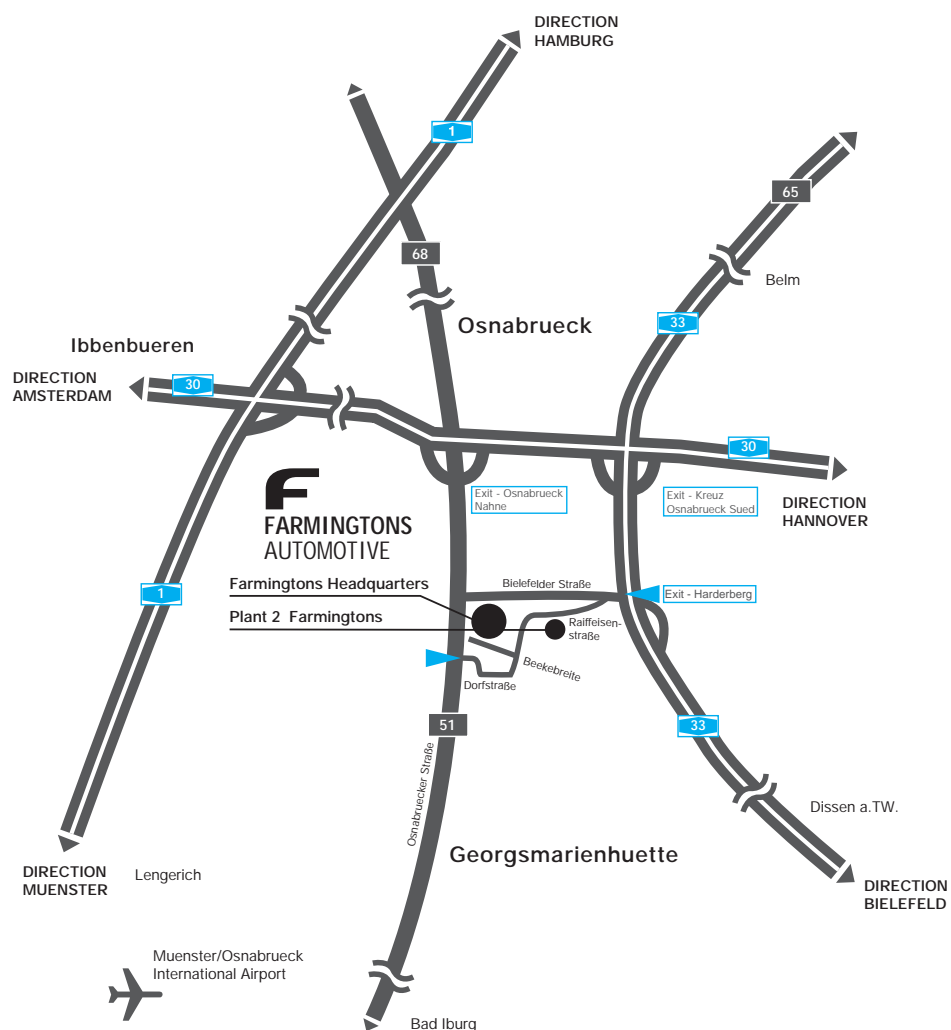 DIRECTION
HAMBURG
1
65
68
Belm
33
Osnabrueck
Ibbenbueren
DIRECTION
AMSTERDAM
30
30
Exit - Osnabrueck
Nahne
Exit - Kreuz
Osnabrueck Sued
DIRECTION
HANNOVER
F
FARMINGTONS
AUTOMOTIVE
Farmingtons Headquarters
Bielefelder Straße
1
Exit - Harderberg
Plant 2 Farmingtons
Raiffeisen-
straße
Beekebreite
Dorfstraße
51
33
Osnabruecker Straße
Dissen a.TW.
Georgsmarienhuette
DIRECTION
MUENSTER
Lengerich
DIRECTION
BIELEFELD
Muenster/Osnabrueck
International Airport
Bad Iburg